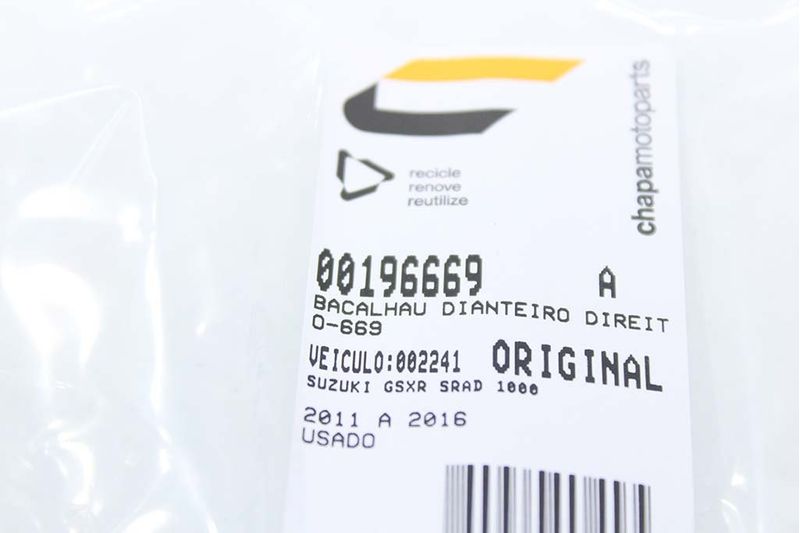 chapamotoparts
recicle
renove
reutilize
00196669 A
BACALHAU DIANTEIRO DIREIT
O-669
VEICULO:002241 ORIGINAL
SUZUKI GSXR SRAD 1000
2011 A 2016
USADO